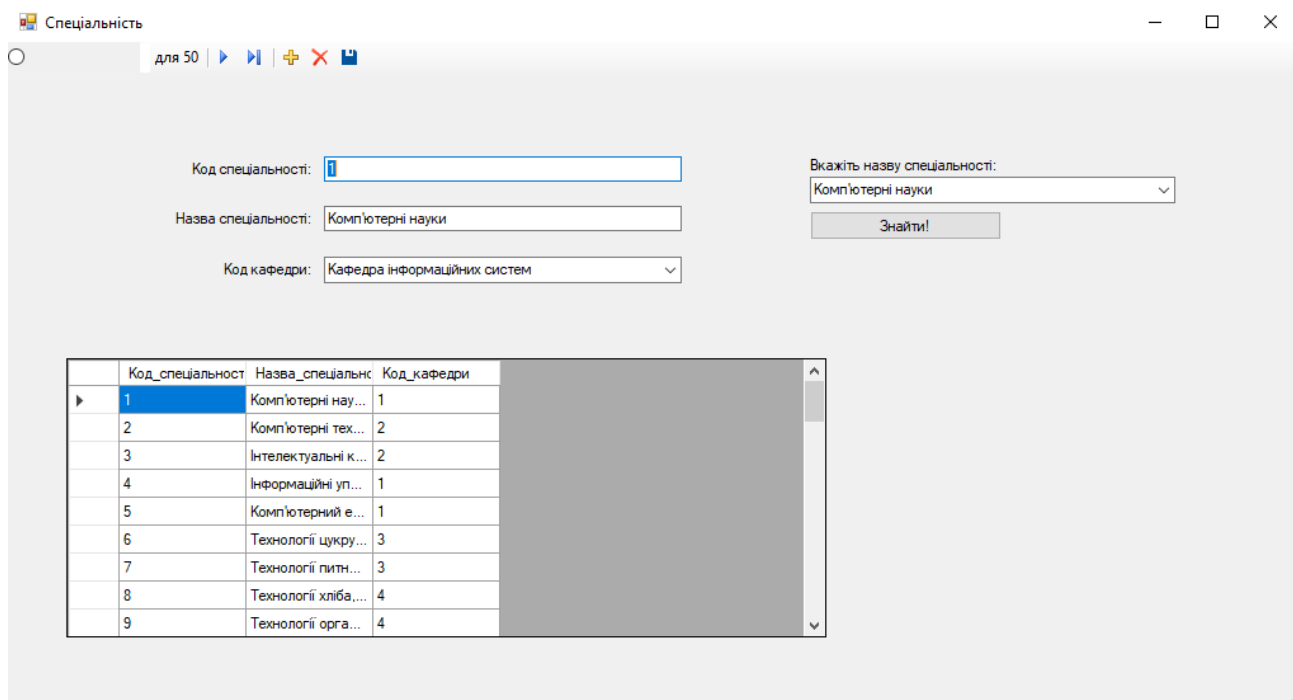 Спеціальність
для 50
Код спеціальності: 1
Вкажіть назву спеціальності:
Комп'ютерні науки
Назва спеціальності: Комп'ютерні науки
Знайти!
Код кафедри: Кафедра інформаційних систем
Код_спеціальност Назва_спеціальнс Код_кафедри
1 Комп'ютерні нау... 1
2 Комп'ютерні тех... 2
3 Інтелектуальні к... 2
4 Інформаційні уп... 1
5 Комп'ютерний е... 1
6 Технології цукру... 3
7 Технології питн... 3
8 Технології хліба,... 4
9 Технології орга... 4